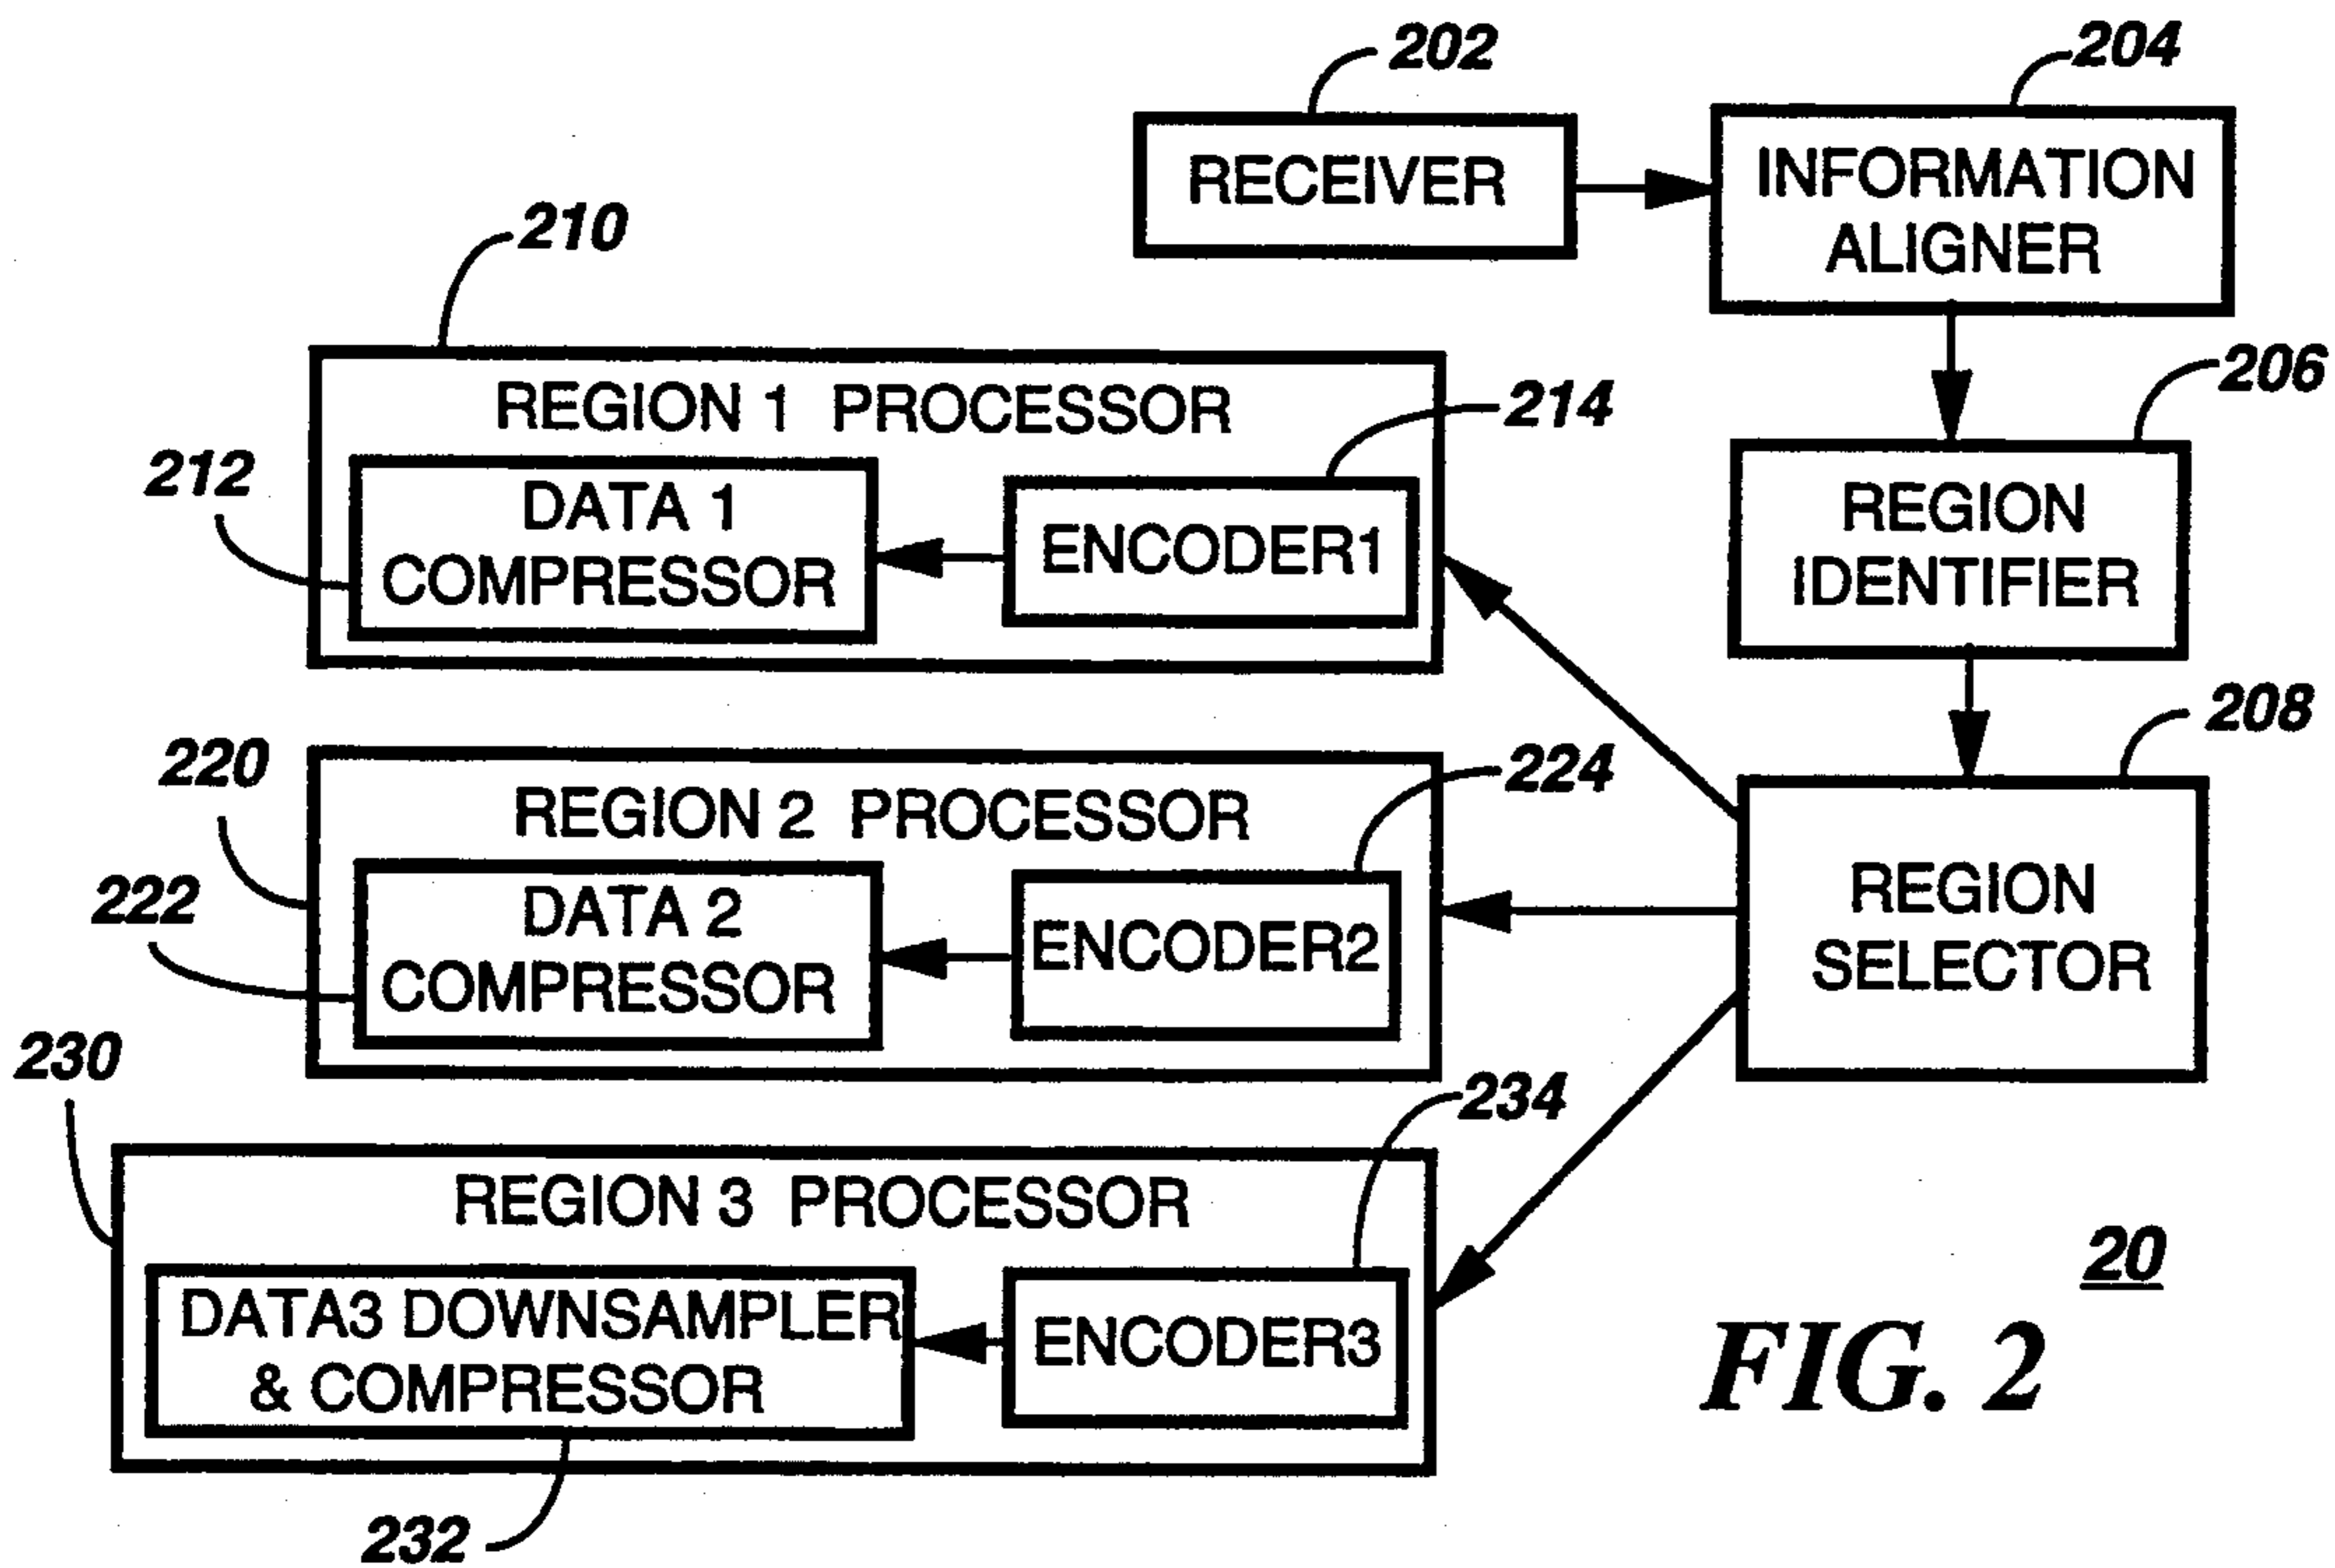 202
204
RECEIVER
INFORMATION
ALIGNER
210
206
REGION 1 PROCESSOR
214
212
DATA 1
COMPRESSOR
ENCODER1
REGION
IDENTIFIER
208
220
224
REGION 2 PROCESSOR
222
DATA 2
COMPRESSOR
ENCODER2
REGION
SELECTOR
230
234
REGION 3 PROCESSOR
DATA3 DOWNSAMPLER
& COMPRESSOR
ENCODER3
232
20
FIG. 2